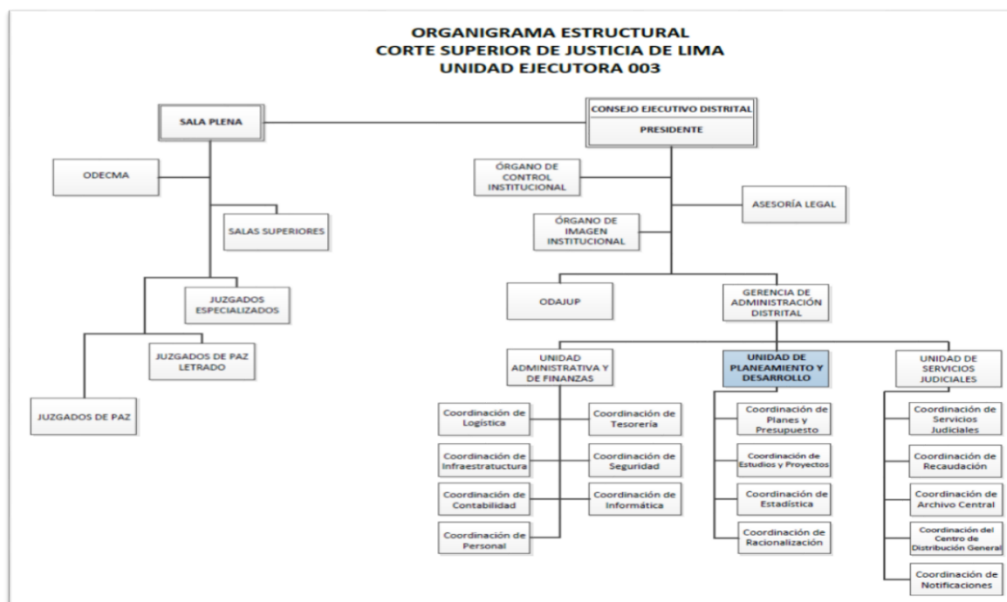 ORGANIGRAMA ESTRUCTURAL
CORTE SUPERIOR DE JUSTICIA DE LIMA
UNIDAD EJECUTORA 003
SALA PLENA
CONSEJO EJECUTIVO DISTRITAL
PRESIDENTE
ODECMA
ÓRGANO DE
CONTROL
INSTITUCIONAL
ASESORÍA LEGAL
SALAS SUPERIORES
ÓRGANO DE
IMAGEN
INSTITUCIONAL
JUZGADOS
ESPECIALIZADOS
ODAJUP
GERENCIA DE
ADMINISTRACIÓN
DISTRITAL
JUZGADOS DE PAZ
LETRADO
JUZGADOS DE PAZ
UNIDAD
ADMINISTRATIVA Y
DE FINANZAS
UNIDAD DE
PLANEAMIENTO Y
DESARROLLO
UNIDAD DE
SERVICIOS
JUDICIALES
Coordinación de
Logística
Coordinación de
Tesorería
Coordinación de
Infraestratuctura
Coordinación de
Seguridad
Coordinación de
Contabilidad
Coordinación de
Informática
Coordinación de
Personal
Coordinación de
Planes y
Presupuesto
Coordinación de
Estudios y Proyectos
Coordinación de
Estadística
Coordinación de
Racionalización
Coordinación de
Servicios
Judiciales
Coordinación de
Recaudación
Coordinación de
Archivo Central
Coordinación del
Centro de
Distribución General
Coordinación de
Notificaciones